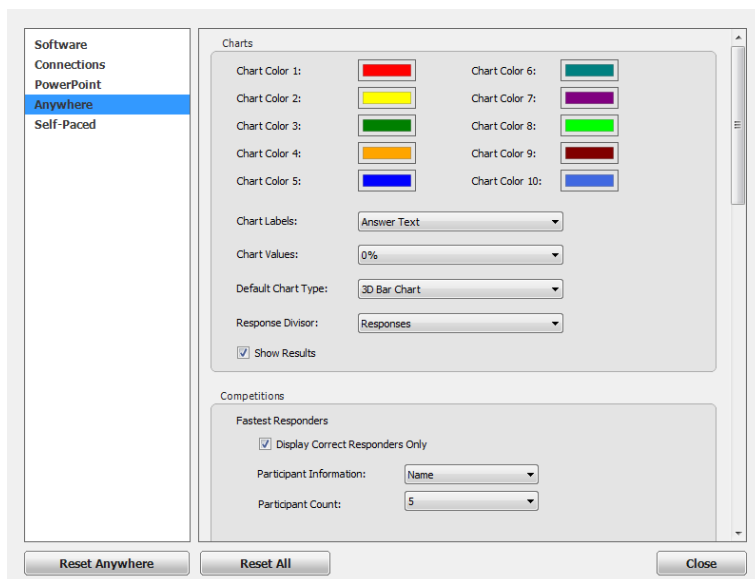 Software
Connections
PowerPoint
Anywhere
Self-Paced
Charts
Chart Color 1: Chart Color 6:
Chart Color 2: Chart Color 7:
Chart Color 3: Chart Color 8:
Chart Color 4: Chart Color 9:
Chart Color 5: Chart Color 10:
Chart Labels: Answer Text
Chart Values: 0%
Default Chart Type: 3D Bar Chart
Response Divisor: Responses
Show Results
Competitions
Fastest Responders
Display Correct Responders Only
Participant Information: Name
Participant Count: 5
Reset Anywhere Reset All Close